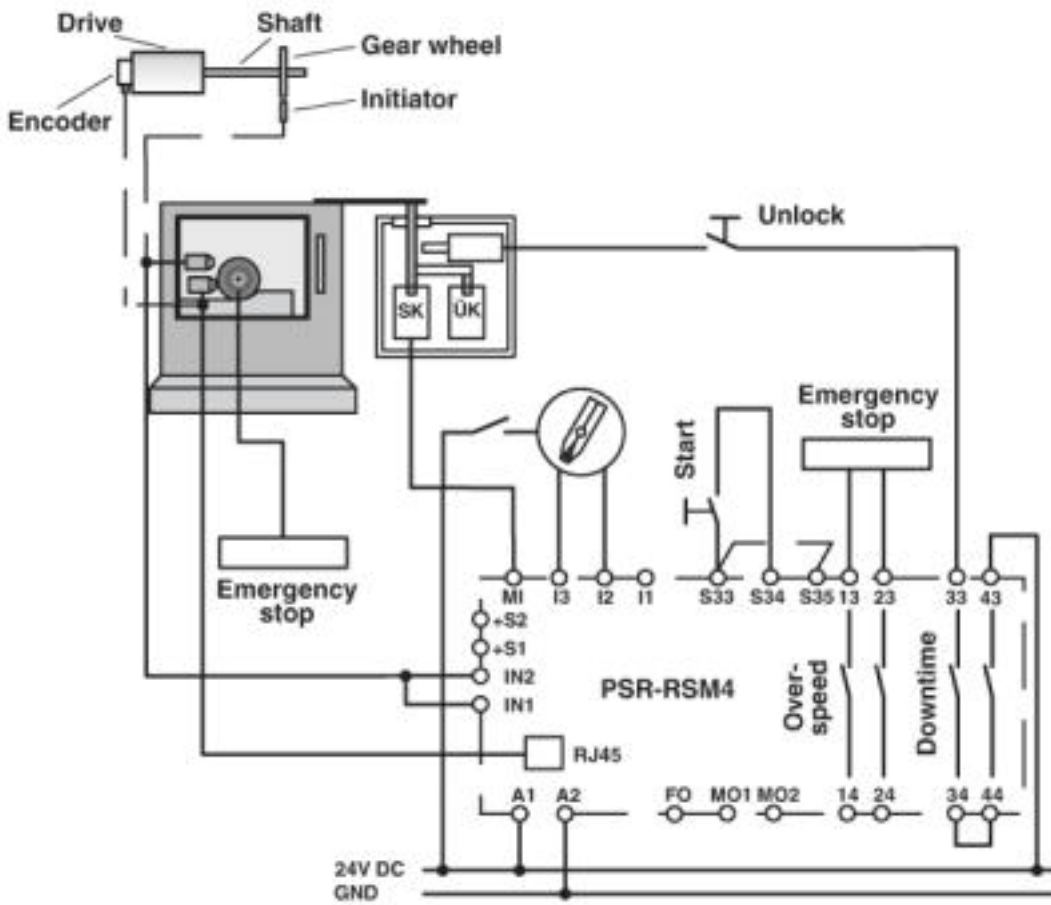 Drive
Shaft
Gear wheel
Initiator
Encoder
Unlock
SK
ÜK
Emergency
stop
Start
Emergency
stop
MI
I3
I2
I1
S33
S34
S35
13
23
33
43
+S2
+S1
IN2
IN1
PSR-RSM4
Over-
speed
Downtime
RJ45
A1
A2
FO
MO1
MO2
14
24
34
44
24V DC
GND